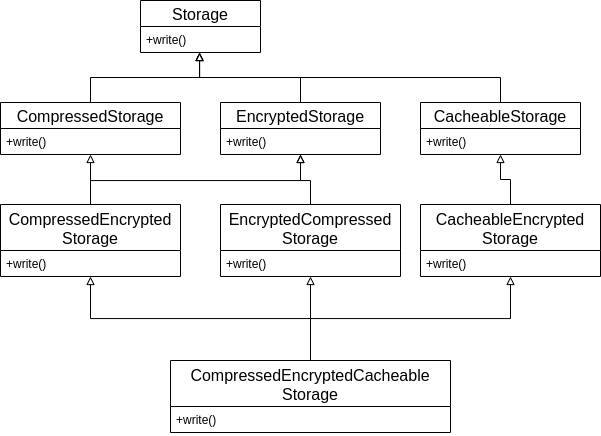 Storage
+write()
CompressedStorage
+write()
EncryptedStorage
+write()
CacheableStorage
+write()
CompressedEncrypted
Storage
+write()
EncryptedCompressed
Storage
+write()
CacheableEncrypted
Storage
+write()
CompressedEncryptedCacheable
Storage
+write()